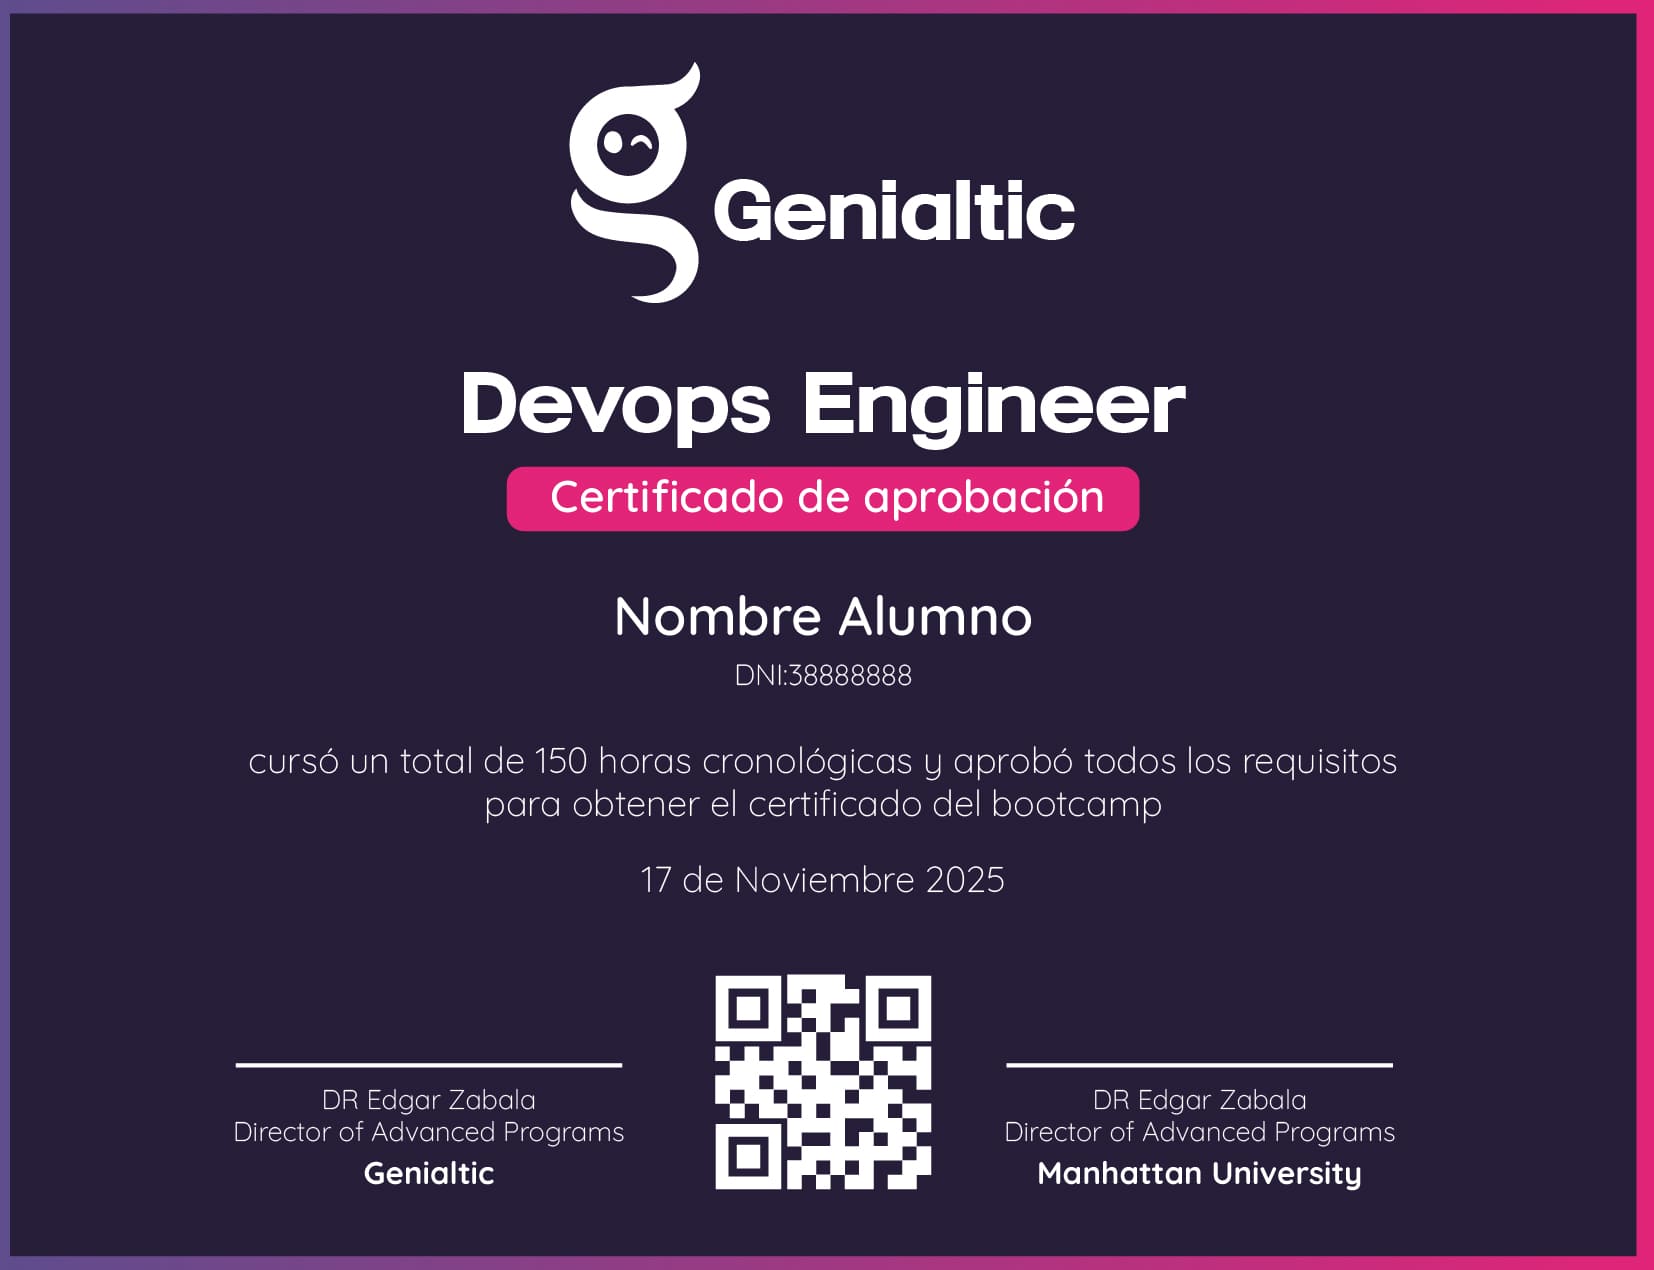 Genialtic
Devops Engineer
Certificado de aprobación
Nombre Alumno
DNI:38888888
cursó un total de 150 horas cronológicas y aprobó todos los requisitos
para obtener el certificado del bootcamp
17 de Noviembre 2025
DR Edgar Zabala
Director of Advanced Programs
Genialtic
DR Edgar Zabala
Director of Advanced Programs
Manhattan University